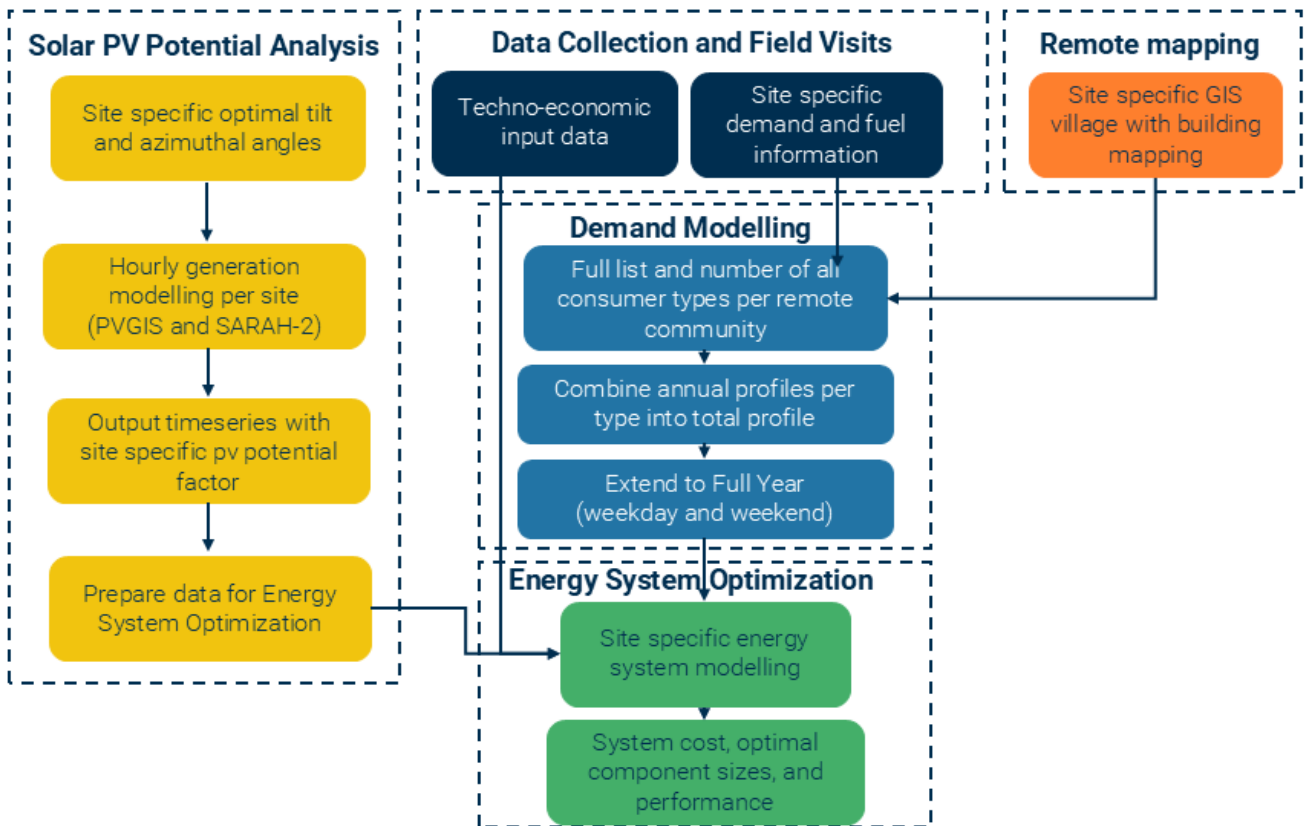 Solar PV Potential Analysis
Site specific optimal tilt
and azimuthal angles
Hourly generation
modelling per site
(PVGIS and SARAH-2)
Output timeseries with
site specific pv potential
factor
Prepare data for Energy
System Optimization
Data Collection and Field Visits
Techno-economic
input data
Site specific
demand and fuel
information
Remote mapping
Site specific GIS
village with building
mapping
Demand Modelling
Full list and number of all
consumer types per remote
community
Combine annual profiles per
type into total profile
Extend to Full Year
(weekday and weekend)
Energy System Optimization
Site specific energy
system modelling
System cost, optimal
component sizes, and
performance